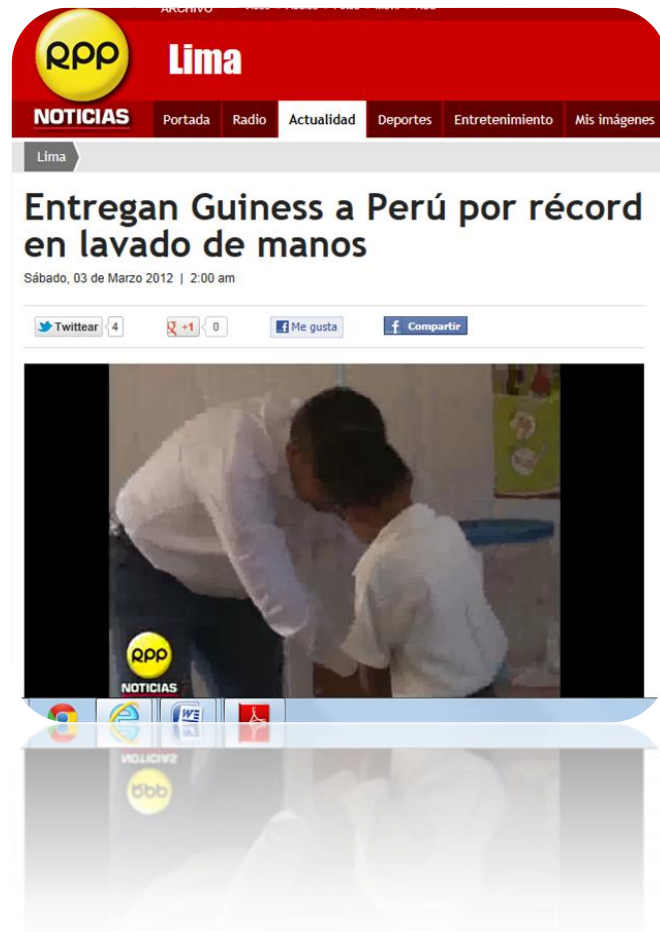 ARCHIVO
RPP
Lima
NOTICIAS
Portada Radio Actualidad Deportes Entretenimiento Mis imágenes
Lima
Entregan Guiness a Perú por récord
en lavado de manos
Sábado, 03 de Marzo 2012 | 2:00 am
Twittear 4 +1 0 Me gusta Compartir
RPP
NOTICIAS